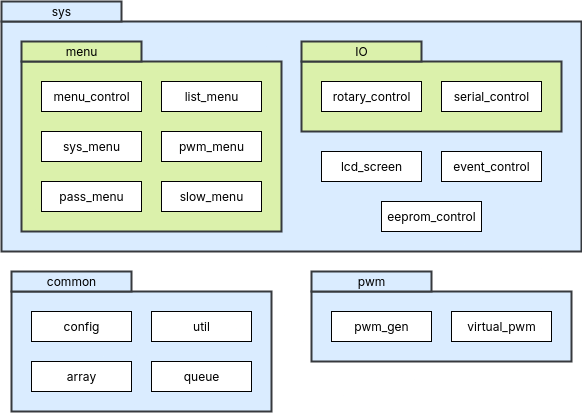 sys
menu
menu_control
list_menu
sys_menu
pwm_menu
pass_menu
slow_menu
IO
rotary_control
serial_control
lcd_screen
event_control
eeprom_control
common
config
util
array
queue
pwm
pwm_gen
virtual_pwm